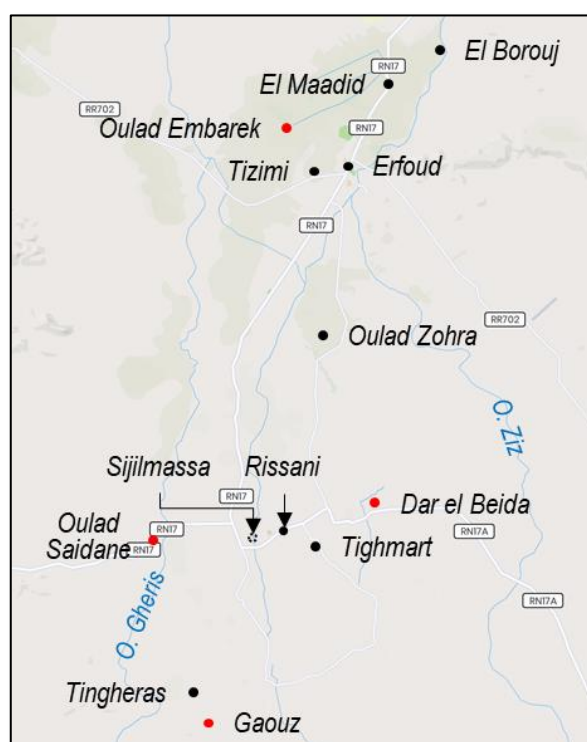 El Borouj
RN17
El Maadid
RR702
Oulad Embarek
RN17
Tizimi
Erfoud
RN17
RR702
Oulad Zohra
O. Ziz
Sijilmassa
Rissani
RN17
Dar el Beida
Oulad
Saidane
RN17
RN17
Tighmart
RN17A
RN17A
O. Gheris
Tingheras
Gaouz